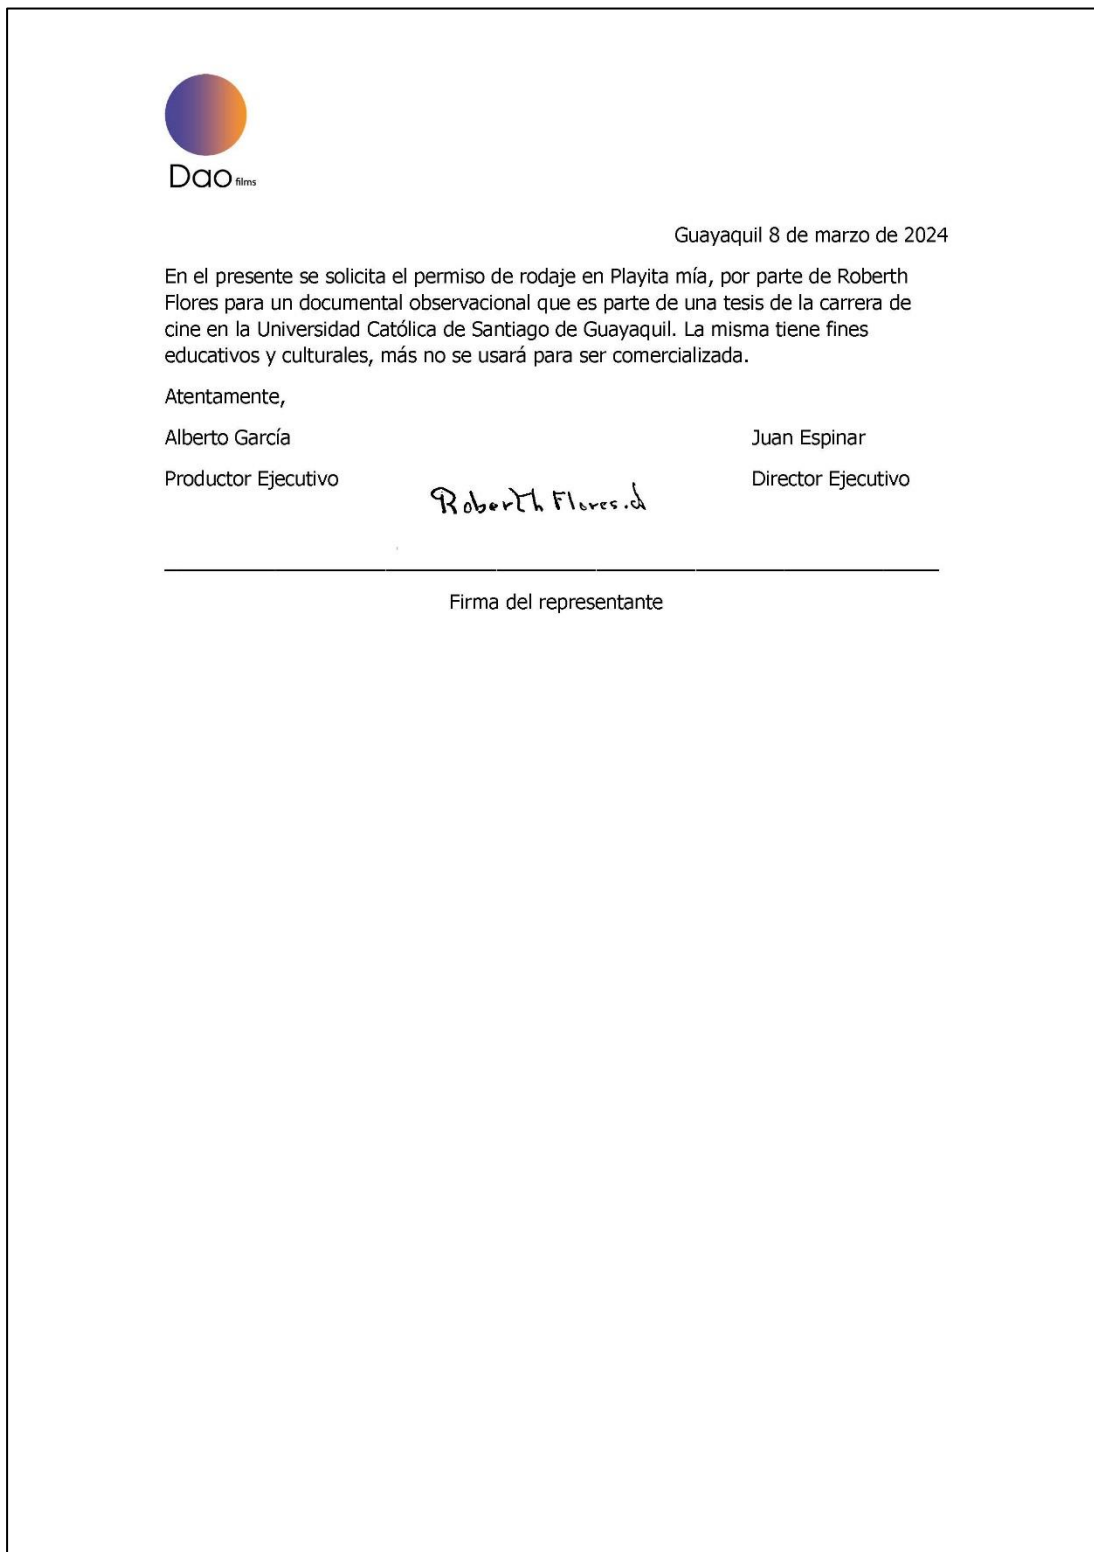 Dao films
Guayaquil 8 de marzo de 2024
En el presente se solicita el permiso de rodaje en Playita mía, por parte de Roberth
Flores para un documental observacional que es parte de una tesis de la carrera de
cine en la Universidad Católica de Santiago de Guayaquil. La misma tiene fines
educativos y culturales, más no se usará para ser comercializada.
Atentamente,
Alberto García Juan Espinar
Productor Ejecutivo Director Ejecutivo
Roberth Flores.d
Firma del representante